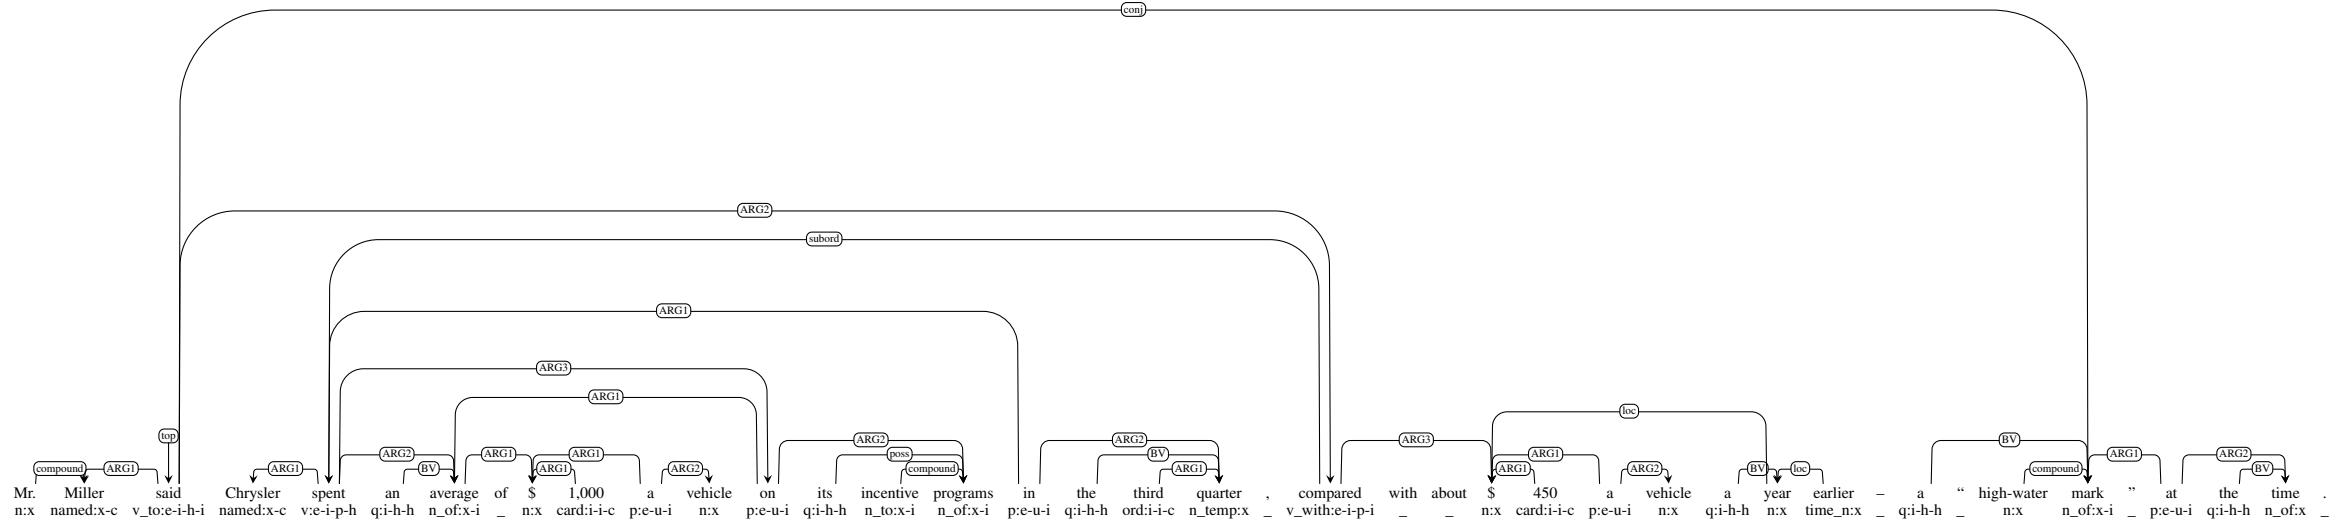 conj
ARG2
subord
ARG1
ARG3
ARG1
loc
top
ARG2 ARG3 BV
ARG2 BV ARG1 ARG1 poss BV ARG1 ARG1 ARG2
compound ARG1 ARG1 BV ARG1 ARG2 compound ARG1 ARG1 ARG2 BV loc compound BV
Mr. Miller said Chrysler spent an average of $ 1,000 a vehicle on its incentive programs in the third quarter , compared with about $ 450 a vehicle a year earlier – a “ high-water mark ” at the time .
n:x named:x-c v_to:e-i-h-i named:x-c v:e-i-p-h q:i-h-h n_of:x-i _ n:x card:i-i-c p:e-u-i n:x p:e-u-i q:i-h-h n_to:x-i n_of:x-i p:e-u-i q:i-h-h ord:i-i-c n_temp:x _ v_with:e-i-p-i _ _ n:x card:i-i-c p:e-u-i n:x q:i-h-h n:x time_n:x _ q:i-h-h _ n:x n_of:x-i _ p:e-u-i q:i-h-h n_of:x _